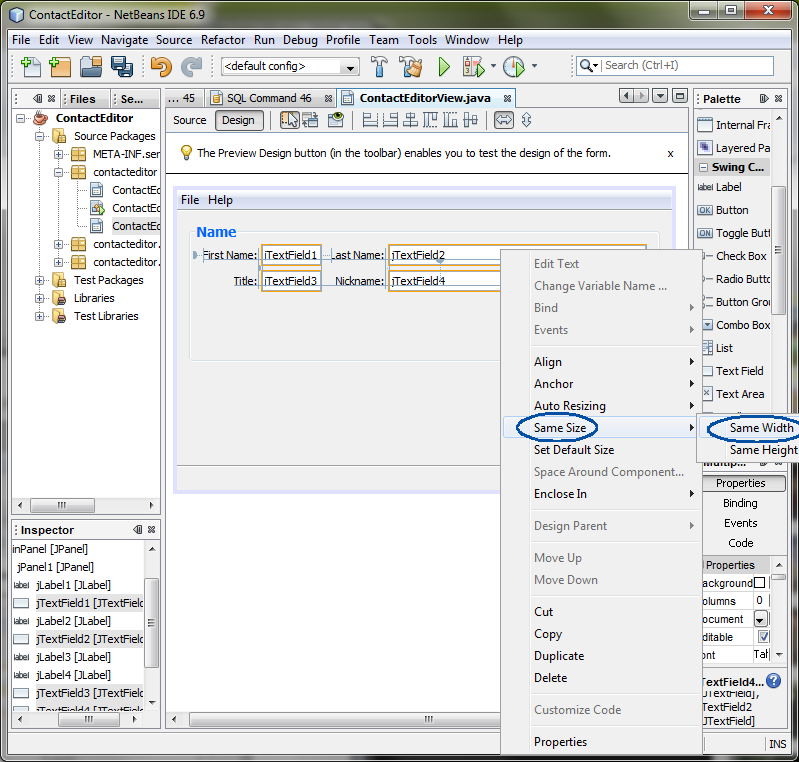 ContactEditor - NetBeans IDE 6.9
File Edit View Navigate Source Refactor Run Debug Profile Team Tools Window Help
<default config>
Search (Ctrl+I)
Files
Se...
... 45
SQL Command 46
ContactEditorView.java
Palette
ContactEditor
Source Packages
META-INF.ser
contacteditor
ContactEd
ContactEd
ContactEd
contacteditor.
contacteditor.
Test Packages
Libraries
Test Libraries
Source
Design
The Preview Design button (in the toolbar) enables you to test the design of the form.
x
File Help
Name
First Name:
jTextField1
Last Name:
jTextField2
Title:
jTextField3
Nickname:
jTextField4
Edit Text
Change Variable Name ...
Bind
Events
Align
Anchor
Auto Resizing
Same Size
Set Default Size
Space Around Component...
Enclose In
Design Parent
Move Up
Move Down
Cut
Copy
Duplicate
Delete
Customize Code
Properties
Same Width
Same Height
Internal Fra
Layered Pa
Swing C...
label Label
OK Button
ON Toggle Butt
Check Box
Radio Butto
Button Grou
Combo Box
List
Text Field
Text Area
Properties
Binding
Events
Code
Properties
ackground
olumns 0
ocument
ditable
ont Tah
TextField4...
JTextField],
TextField2
JTextField]
Inspector
inPanel [JPanel]
jPanel1 [JPanel]
label jLabel1 [JLabel]
jTextField1 [JTextField
label jLabel2 [JLabel]
jTextField2 [JTextField
label jLabel3 [JLabel]
label jLabel4 [JLabel]
jTextField3 [JTextField
jTextField4 [JTextField
INS